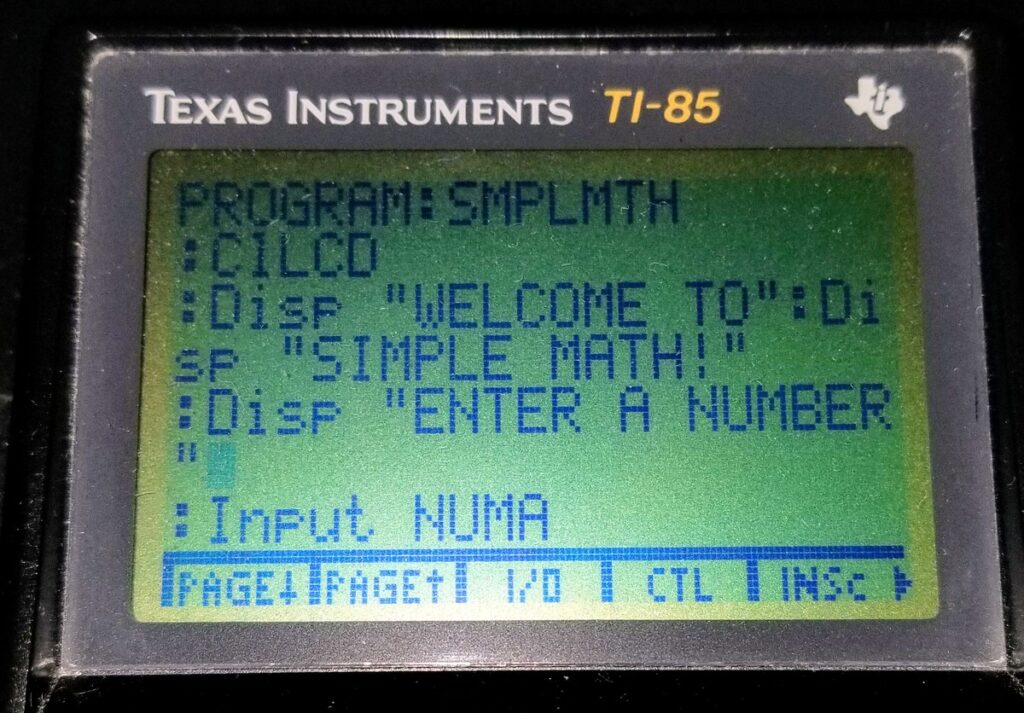 TEXAS INSTRUMENTS TI-85
PROGRAM:SMPLMTH
:ClLCD
:Disp "WELCOME TO":Di
sp "SIMPLE MATH!"
:Disp "ENTER A NUMBER
"
:Input NUMA
PAGE↓ PAGE↑ I/O CTL INSc ▶